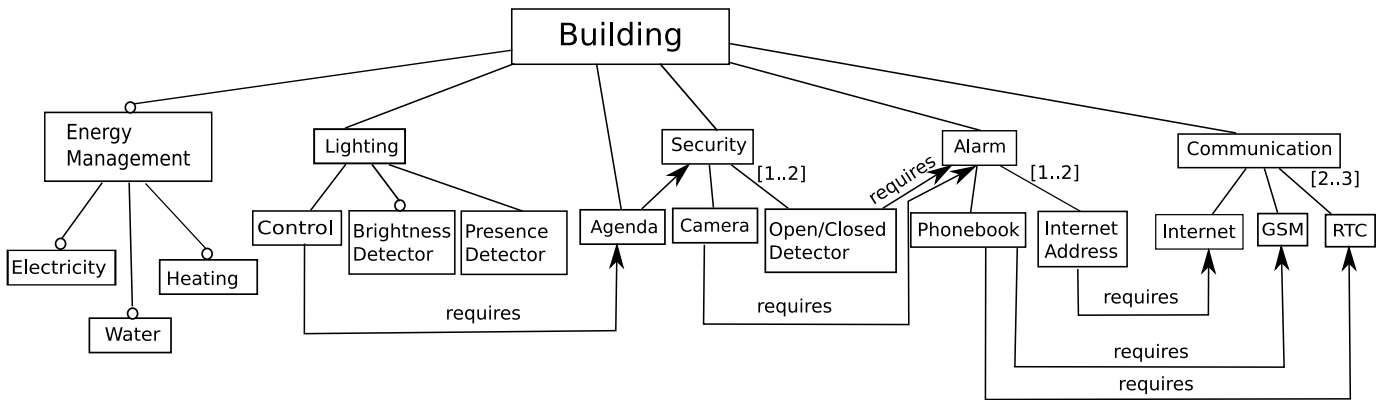 Building
Energy
Management
Lighting
Security
Alarm
Communication
[1..2]
requires
[1..2]
[2..3]
Control
Brightness
Detector
Presence
Detector
Agenda
Camera
Open/Closed
Detector
Phonebook
Internet
Address
Internet
GSM
RTC
Electricity
Heating
Water
requires
requires
requires
requires
requires